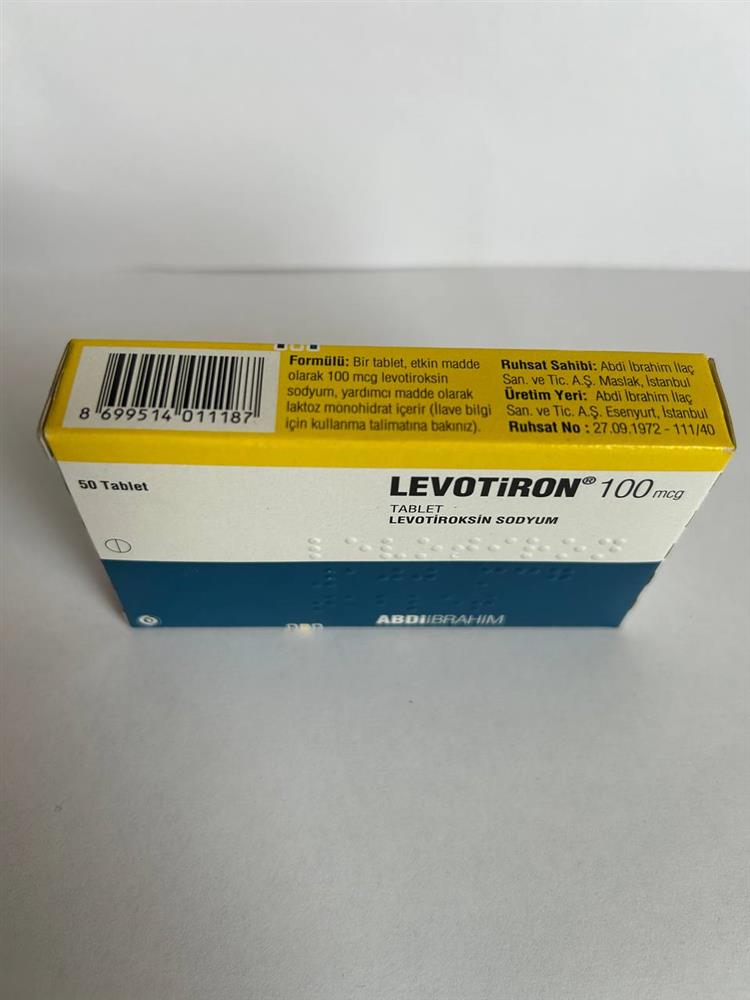 8 699514 011187
Formülü: Bir tablet, etkin madde
olarak 100 mcg levotiroksin
sodyum, yardımcı madde olarak
laktoz monohidrat içerir (İlave bilgi
için kullanma talimatına bakınız).
Ruhsat Sahibi: Abdi İbrahim İlaç
San. ve Tic. A.Ş. Maslak, İstanbul
Üretim Yeri: Abdi İbrahim İlaç
San. ve Tic. A.Ş. Esenyurt, İstanbul
Ruhsat No : 27.09.1972 - 111/40
50 Tablet
LEVOTiRON® 100 mcg
TABLET
LEVOTİROKSİN SODYUM
ABDiİBRAHİM